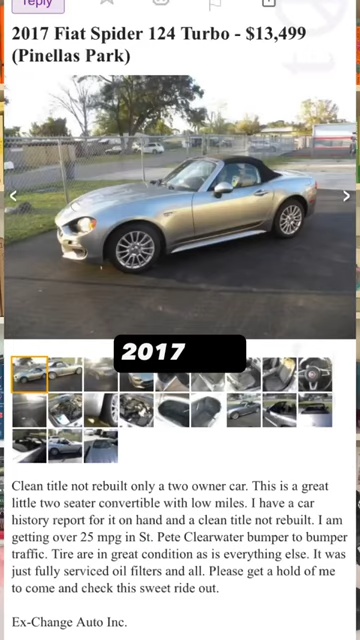 reply
2017 Fiat Spider 124 Turbo - $13,499
(Pinellas Park)
2017
Clean title not rebuilt only a two owner car. This is a great
little two seater convertible with low miles. I have a car
history report for it on hand and a clean title not rebuilt. I am
getting over 25 mpg in St. Pete Clearwater bumper to bumper
traffic. Tire are in great condition as is everything else. It was
just fully serviced oil filters and all. Please get a hold of me
to come and check this sweet ride out.
Ex-Change Auto Inc.